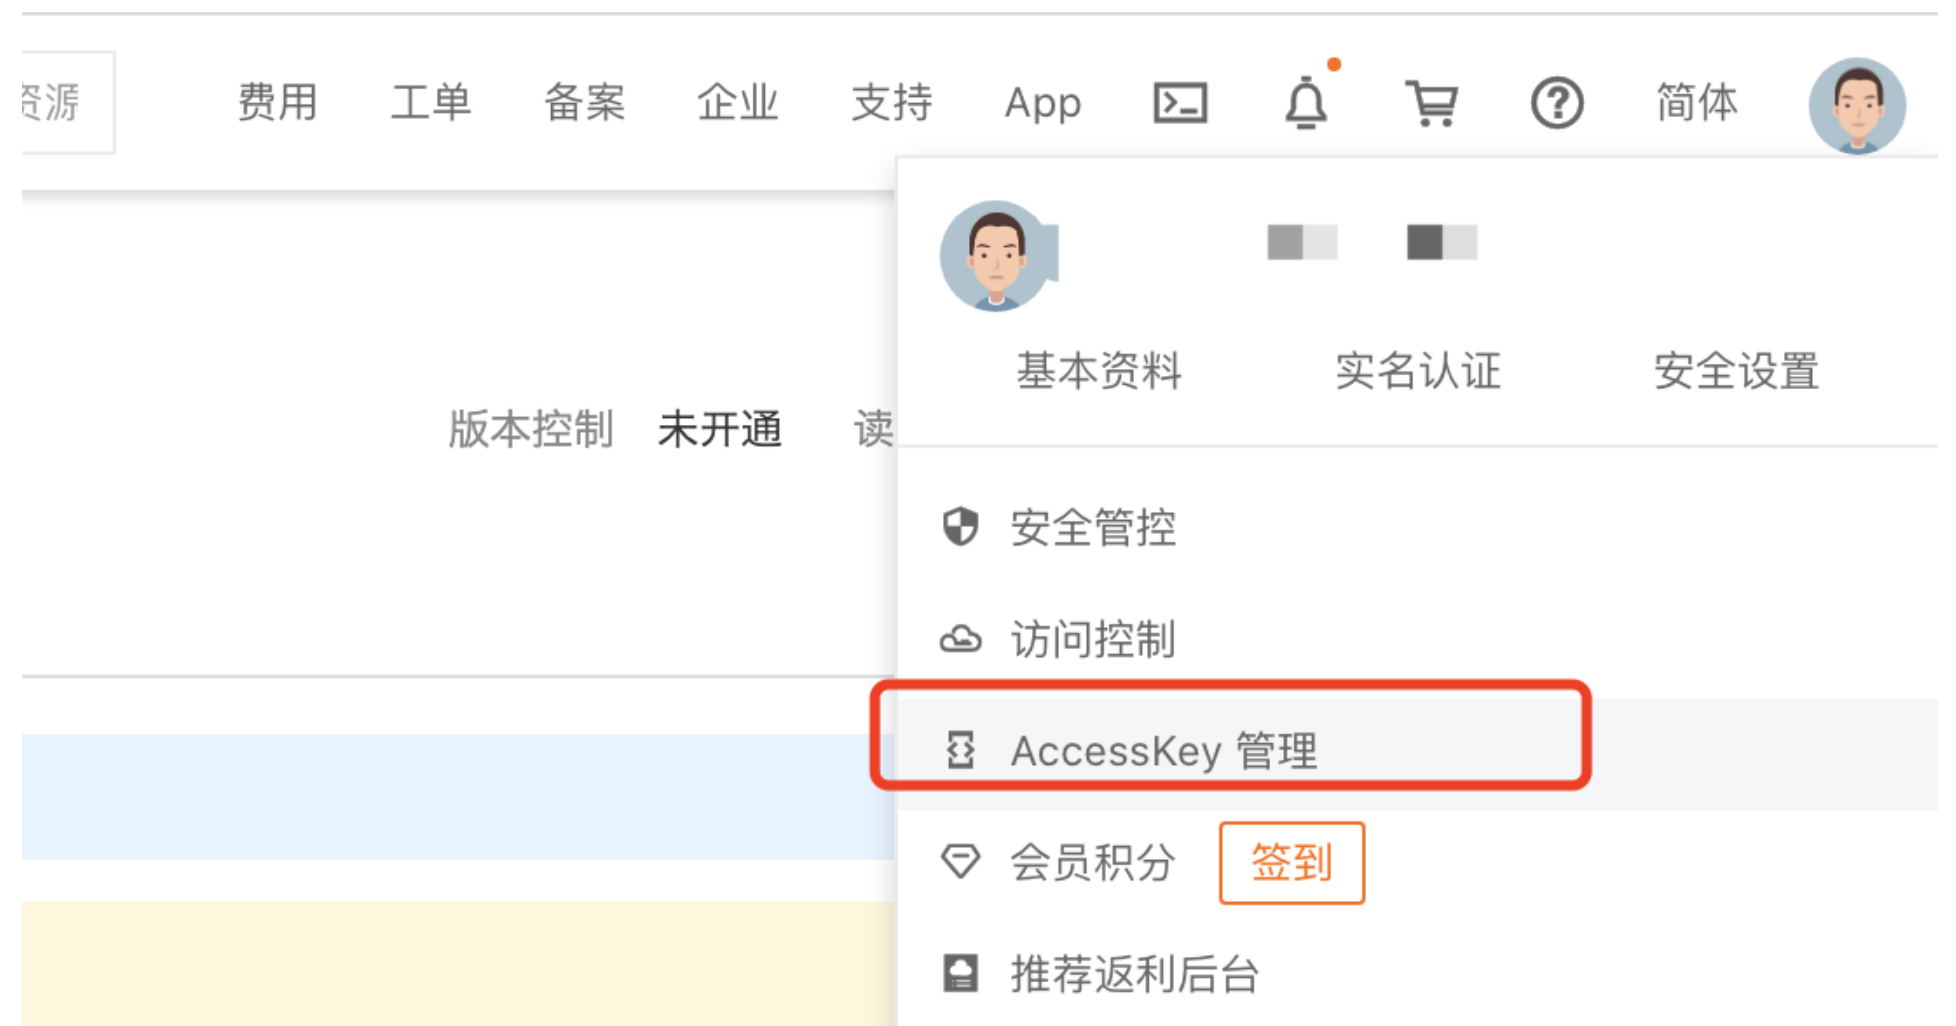 资源 费用 工单 备案 企业 支持 App 简体
基本资料 实名认证 安全设置
版本控制 未开通 读
安全管控
访问控制
AccessKey 管理
会员积分 签到
推荐返利后台